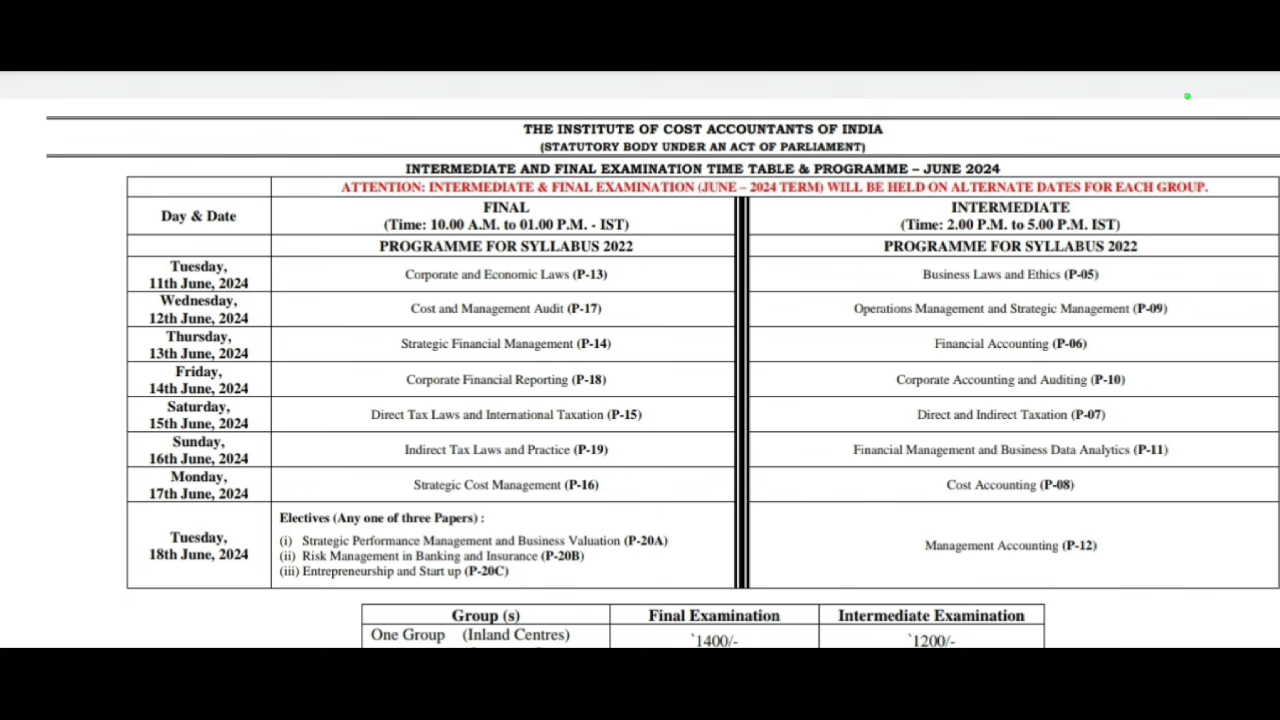 THE INSTITUTE OF COST ACCOUNTANTS OF INDIA
(STATUTORY BODY UNDER AN ACT OF PARLIAMENT)
INTERMEDIATE AND FINAL EXAMINATION TIME TABLE & PROGRAMME – JUNE 2024
ATTENTION: INTERMEDIATE & FINAL EXAMINATION (JUNE – 2024 TERM) WILL BE HELD ON ALTERNATE DATES FOR EACH GROUP.
Day & Date
FINAL
(Time: 10.00 A.M. to 01.00 P.M. - IST)
INTERMEDIATE
(Time: 2.00 P.M. to 5.00 P.M. IST)
PROGRAMME FOR SYLLABUS 2022
PROGRAMME FOR SYLLABUS 2022
Tuesday,
11th June, 2024
Corporate and Economic Laws (P-13)
Business Laws and Ethics (P-05)
Wednesday,
12th June, 2024
Cost and Management Audit (P-17)
Operations Management and Strategic Management (P-09)
Thursday,
13th June, 2024
Strategic Financial Management (P-14)
Financial Accounting (P-06)
Friday,
14th June, 2024
Corporate Financial Reporting (P-18)
Corporate Accounting and Auditing (P-10)
Saturday,
15th June, 2024
Direct Tax Laws and International Taxation (P-15)
Direct and Indirect Taxation (P-07)
Sunday,
16th June, 2024
Indirect Tax Laws and Practice (P-19)
Financial Management and Business Data Analytics (P-11)
Monday,
17th June, 2024
Strategic Cost Management (P-16)
Cost Accounting (P-08)
Tuesday,
18th June, 2024
Electives (Any one of three Papers) :
(i) Strategic Performance Management and Business Valuation (P-20A)
(ii) Risk Management in Banking and Insurance (P-20B)
(iii) Entrepreneurship and Start up (P-20C)
Management Accounting (P-12)
Group (s)
Final Examination
Intermediate Examination
One Group (Inland Centres)
`1400/-
`1200/-